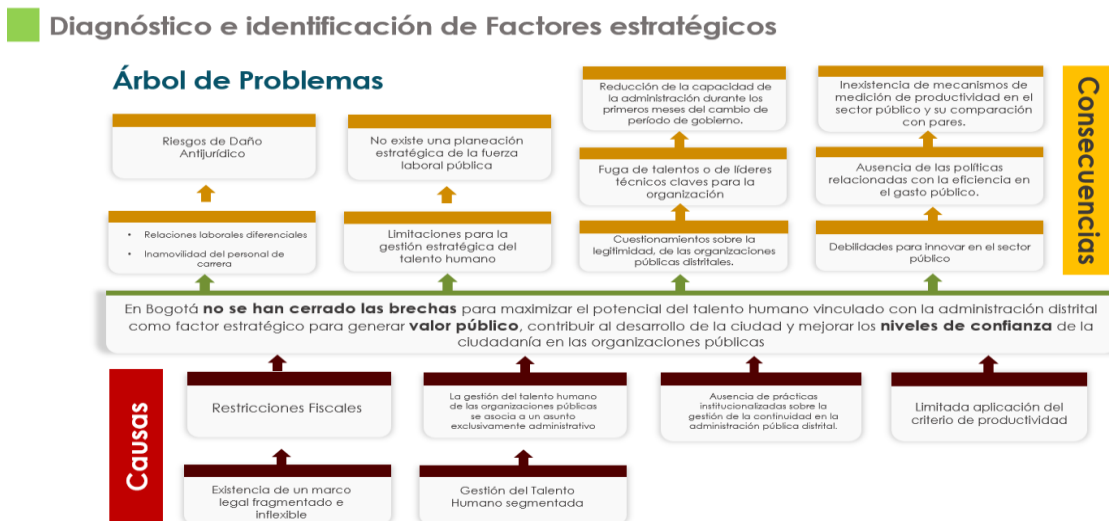 Diagnóstico e identificación de Factores estratégicos
Árbol de Problemas
Riesgos de Daño
Antijurídico
No existe una planeación
estratégica de la fuerza
laboral pública
Reducción de la capacidad de
la administración durante los
primeros meses del cambio de
período de gobierno.
Inexistencia de mecanismos de
medición de productividad en el
sector público y su comparación
con pares.
Fuga de talentos o de líderes
técnicos claves para la
organización
Ausencia de las políticas
relacionadas con la eficiencia en
el gasto público.
• Relaciones laborales diferenciales
• Inamovilidad del personal de
carrera
Limitaciones para la
gestión estratégica del
talento humano
Cuestionamientos sobre la
legitimidad, de las organizaciones
públicas distritales.
Debilidades para innovar en el sector
público
Consecuencias
En Bogotá no se han cerrado las brechas para maximizar el potencial del talento humano vinculado con la administración distrital
como factor estratégico para generar valor público, contribuir al desarrollo de la ciudad y mejorar los niveles de confianza de la
ciudadanía en las organizaciones públicas
Causas
Restricciones Fiscales
La gestión del talento humano
de las organizaciones públicas
se asocia a un asunto
exclusivamente administrativo
Ausencia de prácticas
institucionalizadas sobre la
gestión de la continuidad en la
administración pública distrital.
Limitada aplicación del
criterio de productividad
Existencia de un marco
legal fragmentado e
inflexible
Gestión del Talento
Humano segmentada